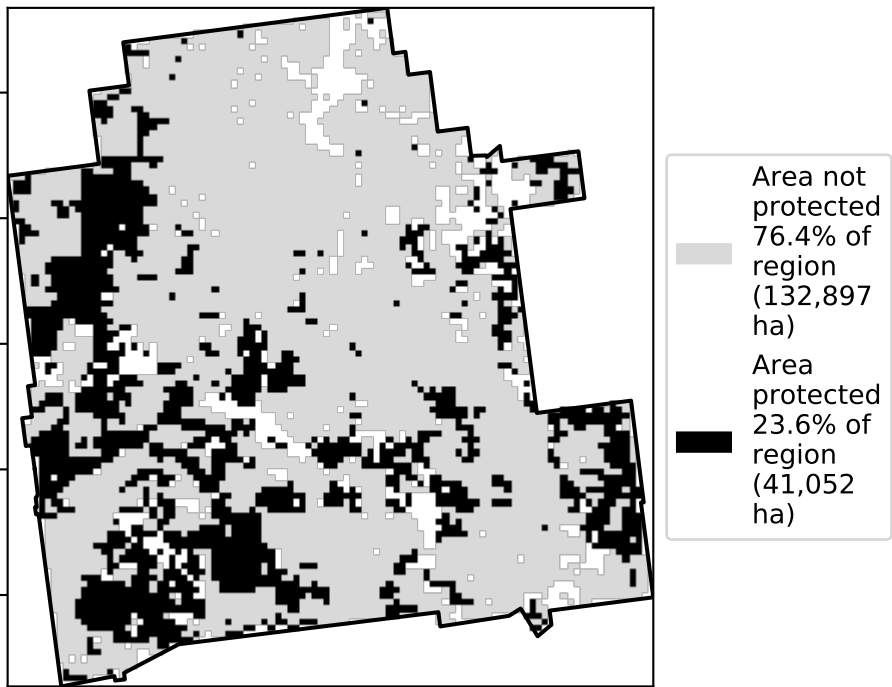 Area not
protected
76.4% of
region
(132,897
ha)
Area
protected
23.6% of
region
(41,052
ha)